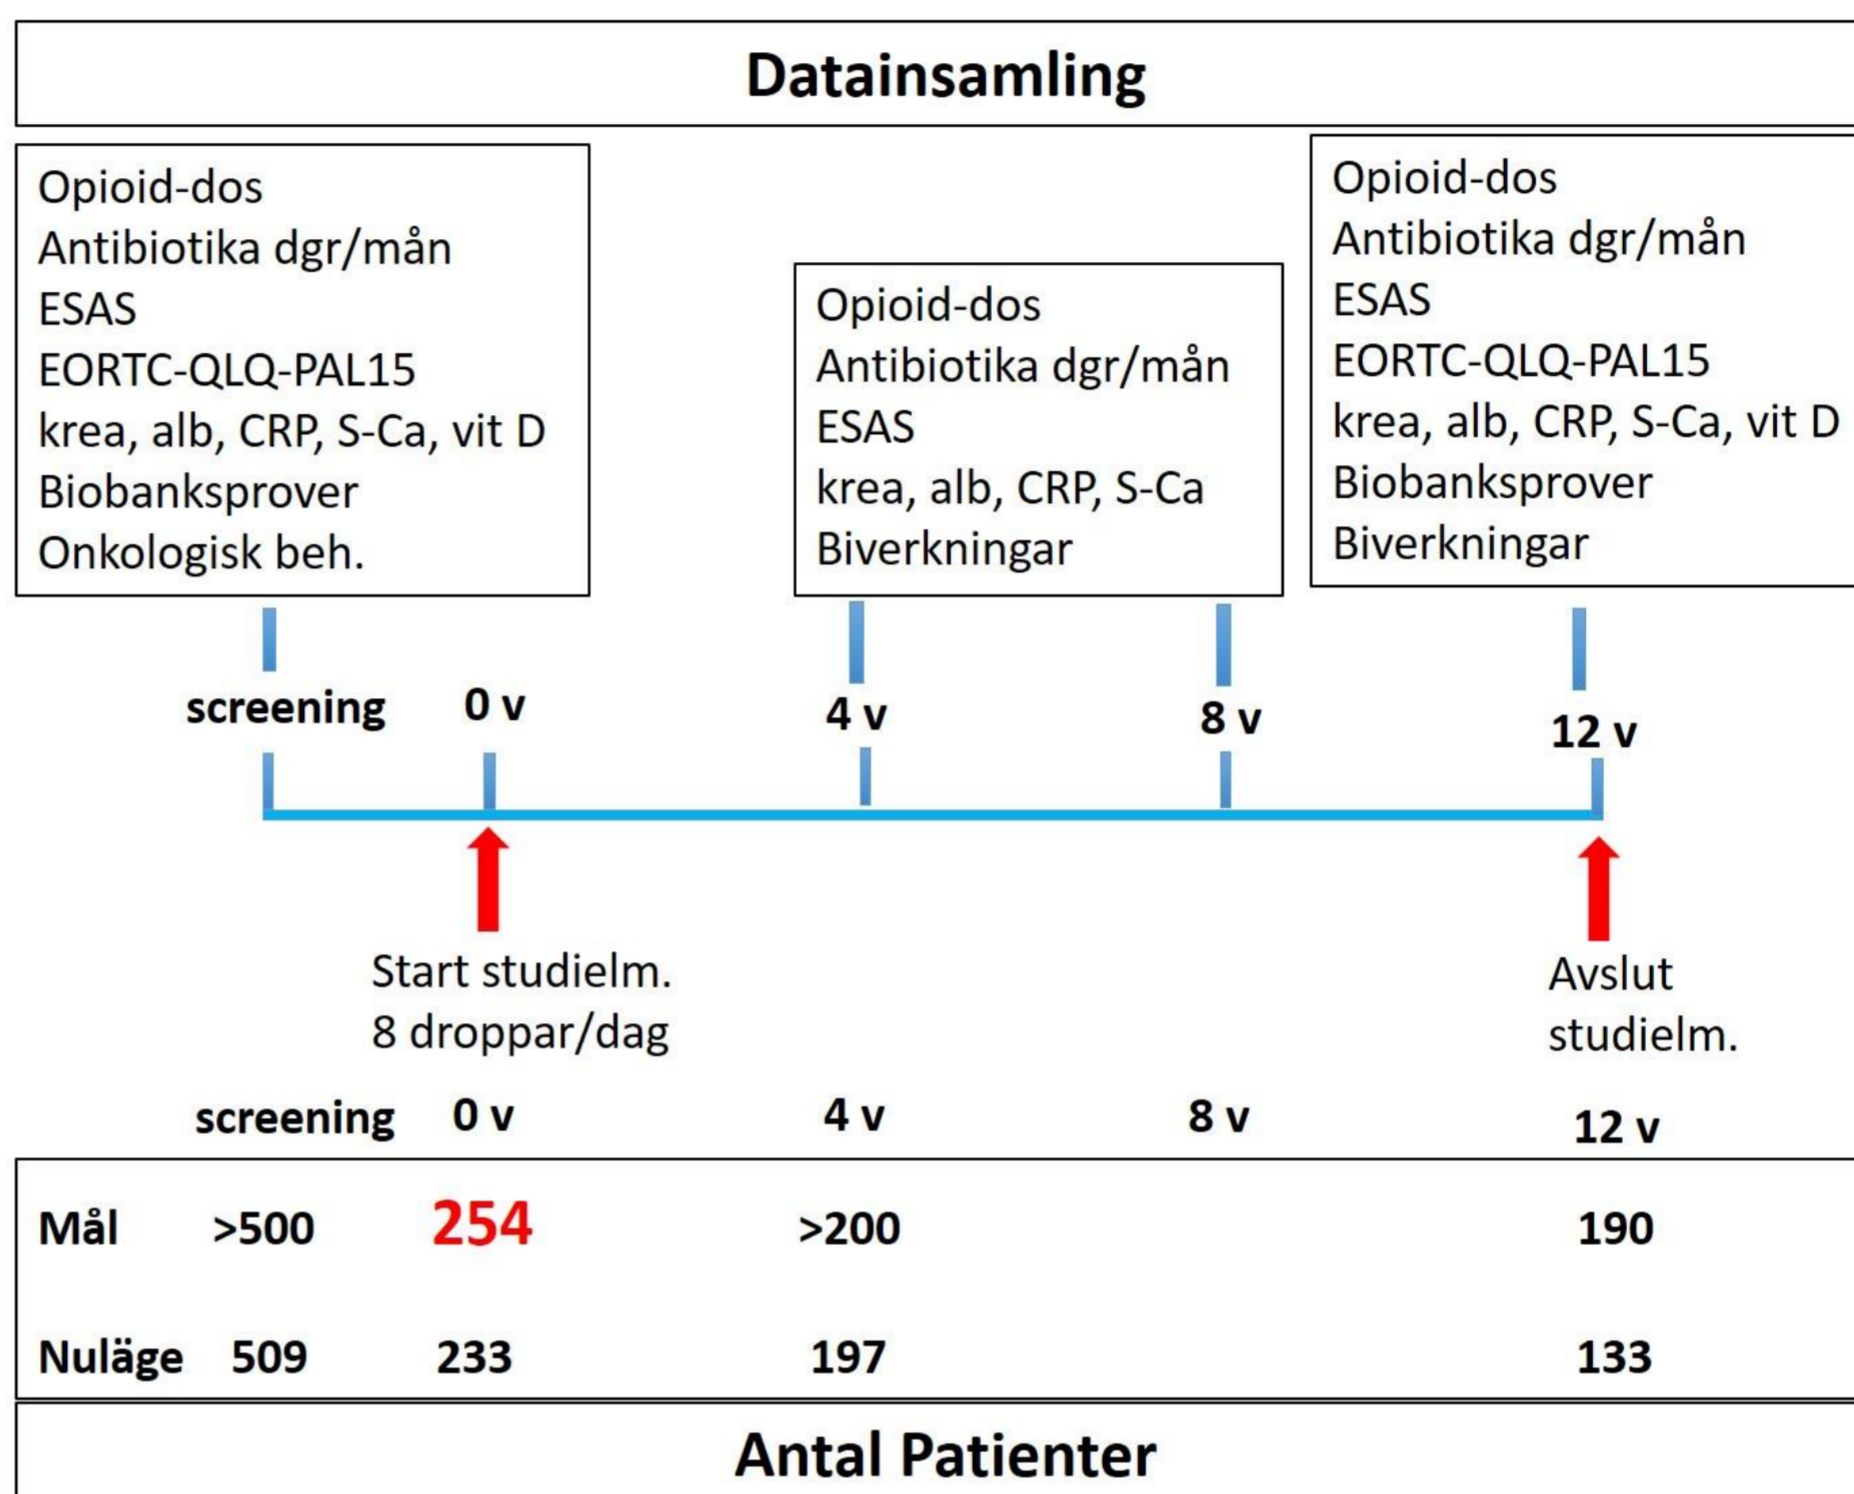 Datainsamling
Opioid-dos
Antibiotika dgr/mån
ESAS
EORTC-QLQ-PAL15
krea, alb, CRP, S-Ca, vit D
Biobanksprover
Onkologisk beh.
Opioid-dos
Antibiotika dgr/mån
ESAS
krea, alb, CRP, S-Ca
Biverkningar
Opioid-dos
Antibiotika dgr/mån
ESAS
EORTC-QLQ-PAL15
krea, alb, CRP, S-Ca, vit D
Biobanksprover
Biverkningar
screening 0 v 4 v 8 v 12 v
Start studielm.
8 droppar/dag
Avslut
studielm.
screening 0 v 4 v 8 v 12 v
Mål >500 254 >200 190
Nuläge 509 233 197 133
Antal Patienter